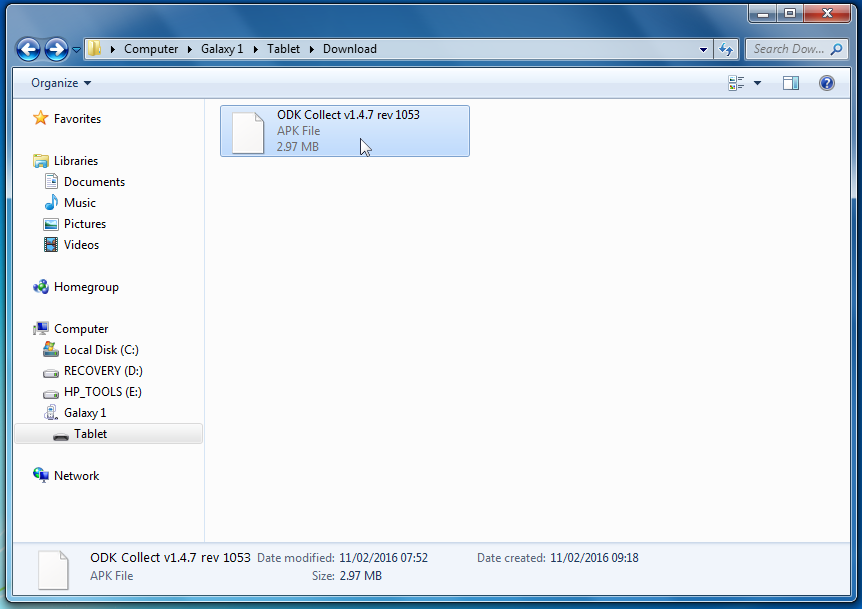 Computer Galaxy 1 Tablet Download
Search Dow...
Organize
Favorites
Libraries
Documents
Music
Pictures
Videos
Homegroup
Computer
Local Disk (C:)
RECOVERY (D:)
HP_TOOLS (E:)
Galaxy 1
Tablet
Network
ODK Collect v1.4.7 rev 1053
APK File
2.97 MB
ODK Collect v1.4.7 rev 1053 Date modified: 11/02/2016 07:52 Date created: 11/02/2016 09:18
APK File Size: 2.97 MB